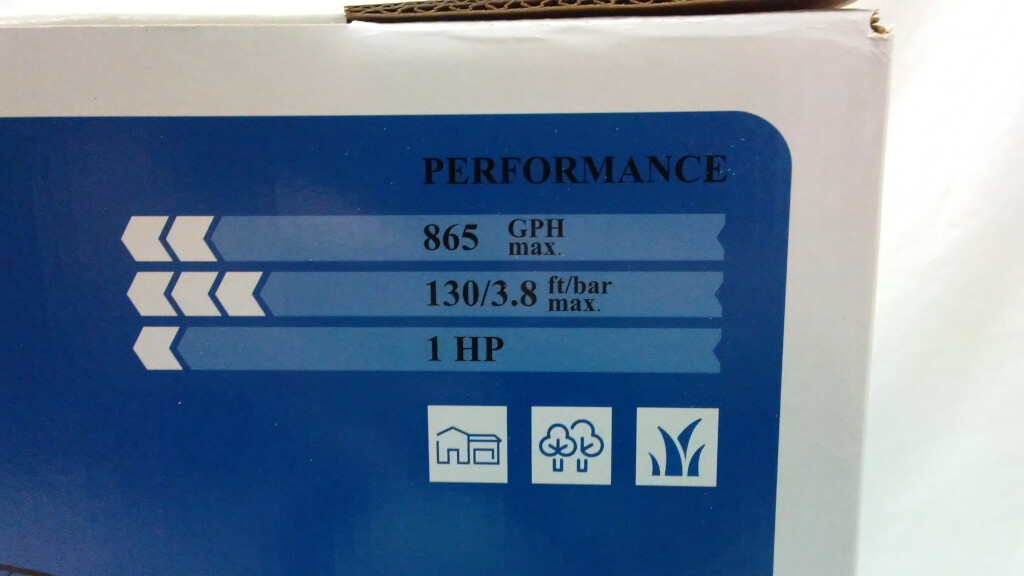 PERFORMANCE
865 GPH max.
130/3.8 ft/bar max.
1 HP